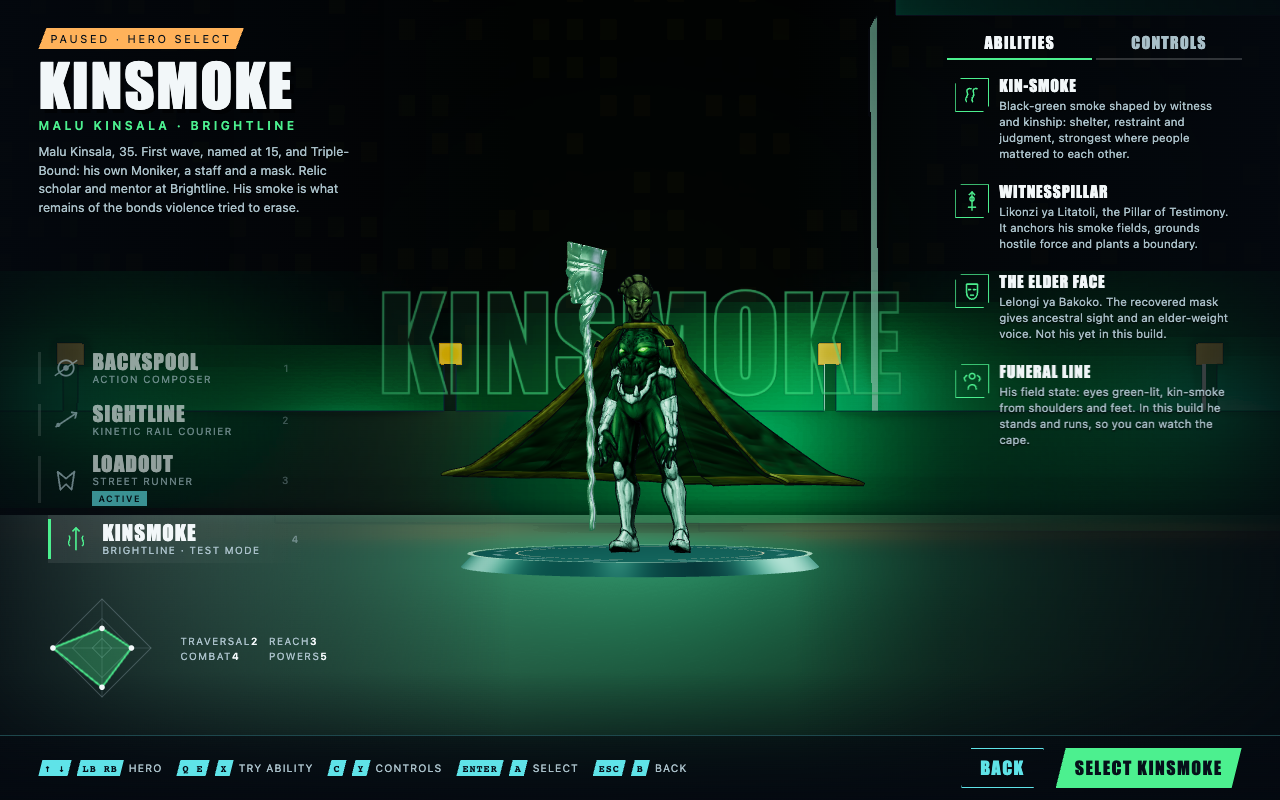 PAUSED · HERO SELECT
KINSMOKE
MALU KINSALA · BRIGHTLINE
Malu Kinsala, 35. First wave, named at 15, and Triple-
Bound: his own Moniker, a staff and a mask. Relic
scholar and mentor at Brightline. His smoke is what
remains of the bonds violence tried to erase.
KINSMOKE
BACKSPOOL 1
ACTION COMPOSER
SIGHTLINE 2
KINETIC RAIL COURIER
LOADOUT
STREET RUNNER 3
ACTIVE
KINSMOKE 4
BRIGHTLINE · TEST MODE
TRAVERSAL2 REACH3
COMBAT4 POWERS5
ABILITIES CONTROLS
KIN-SMOKE
Black-green smoke shaped by witness
and kinship: shelter, restraint and
judgment, strongest where people
mattered to each other.
WITNESSPILLAR
Likonzi ya Litatoli, the Pillar of Testimony.
It anchors his smoke fields, grounds
hostile force and plants a boundary.
THE ELDER FACE
Lelongi ya Bakoko. The recovered mask
gives ancestral sight and an elder-weight
voice. Not his yet in this build.
FUNERAL LINE
His field state: eyes green-lit, kin-smoke
from shoulders and feet. In this build he
stands and runs, so you can watch the
cape.
↑ ↓ LB RB HERO Q E X TRY ABILITY C Y CONTROLS ENTER A SELECT ESC B BACK
BACK SELECT KINSMOKE